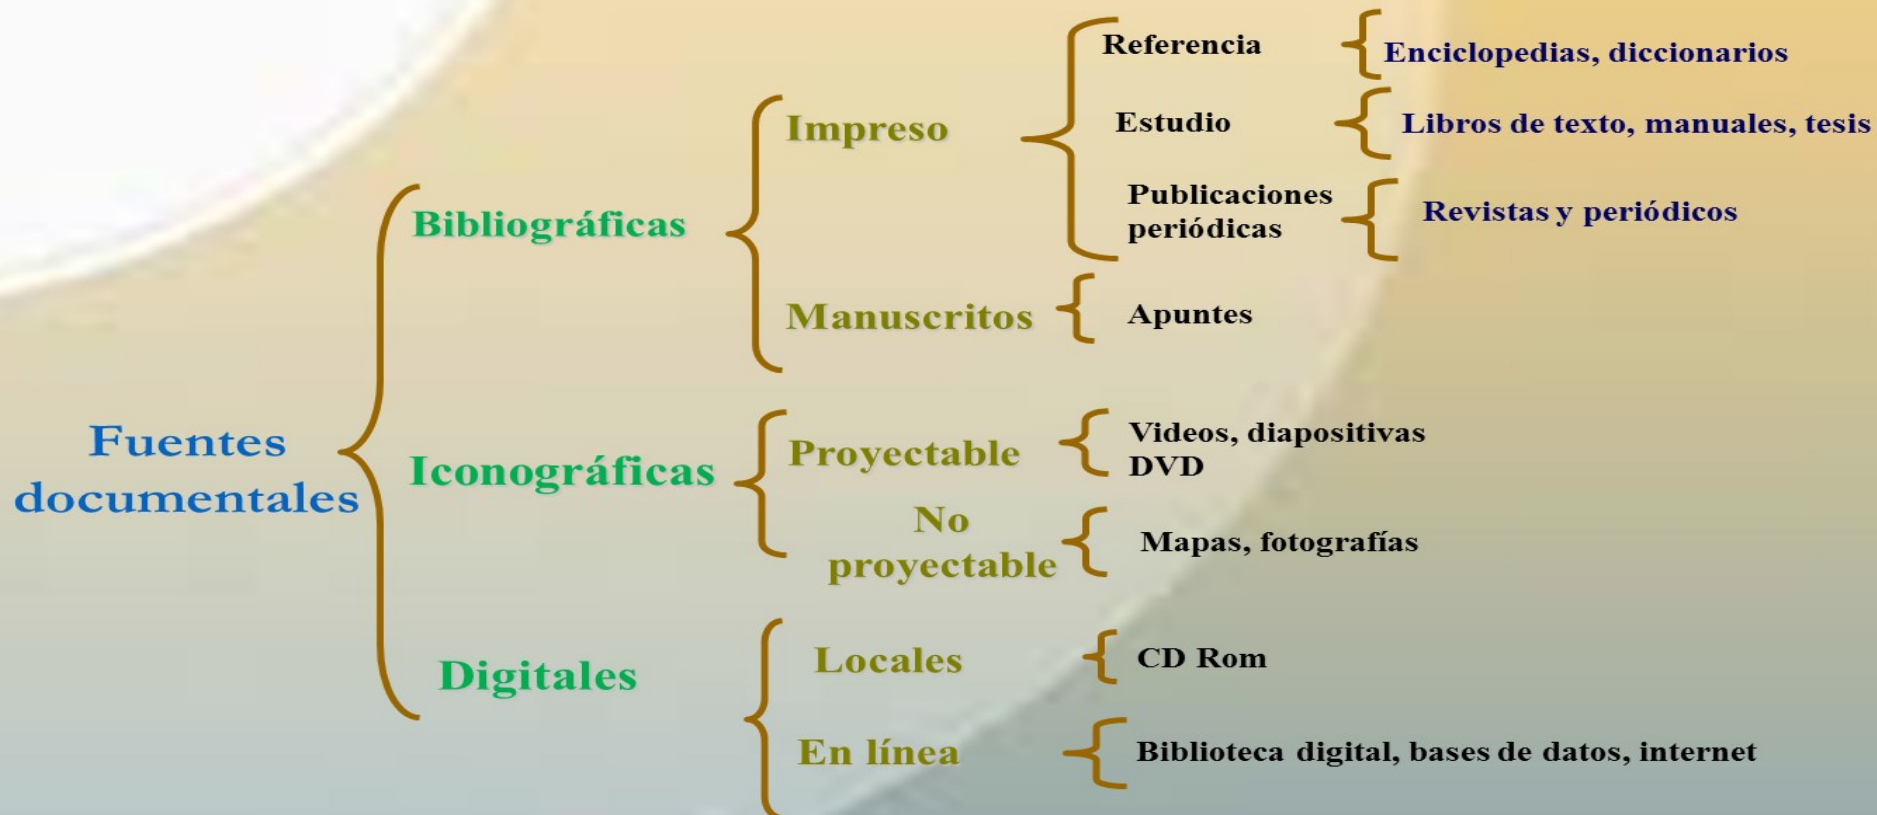 Fuentes
documentales
Bibliográficas
Impreso
Referencia
Enciclopedias, diccionarios
Estudio
Libros de texto, manuales, tesis
Publicaciones
periódicas
Revistas y periódicos
Manuscritos
Apuntes
Iconográficas
Proyectable
Videos, diapositivas
DVD
No
proyectable
Mapas, fotografías
Digitales
Locales
CD Rom
En línea
Biblioteca digital, bases de datos, internet